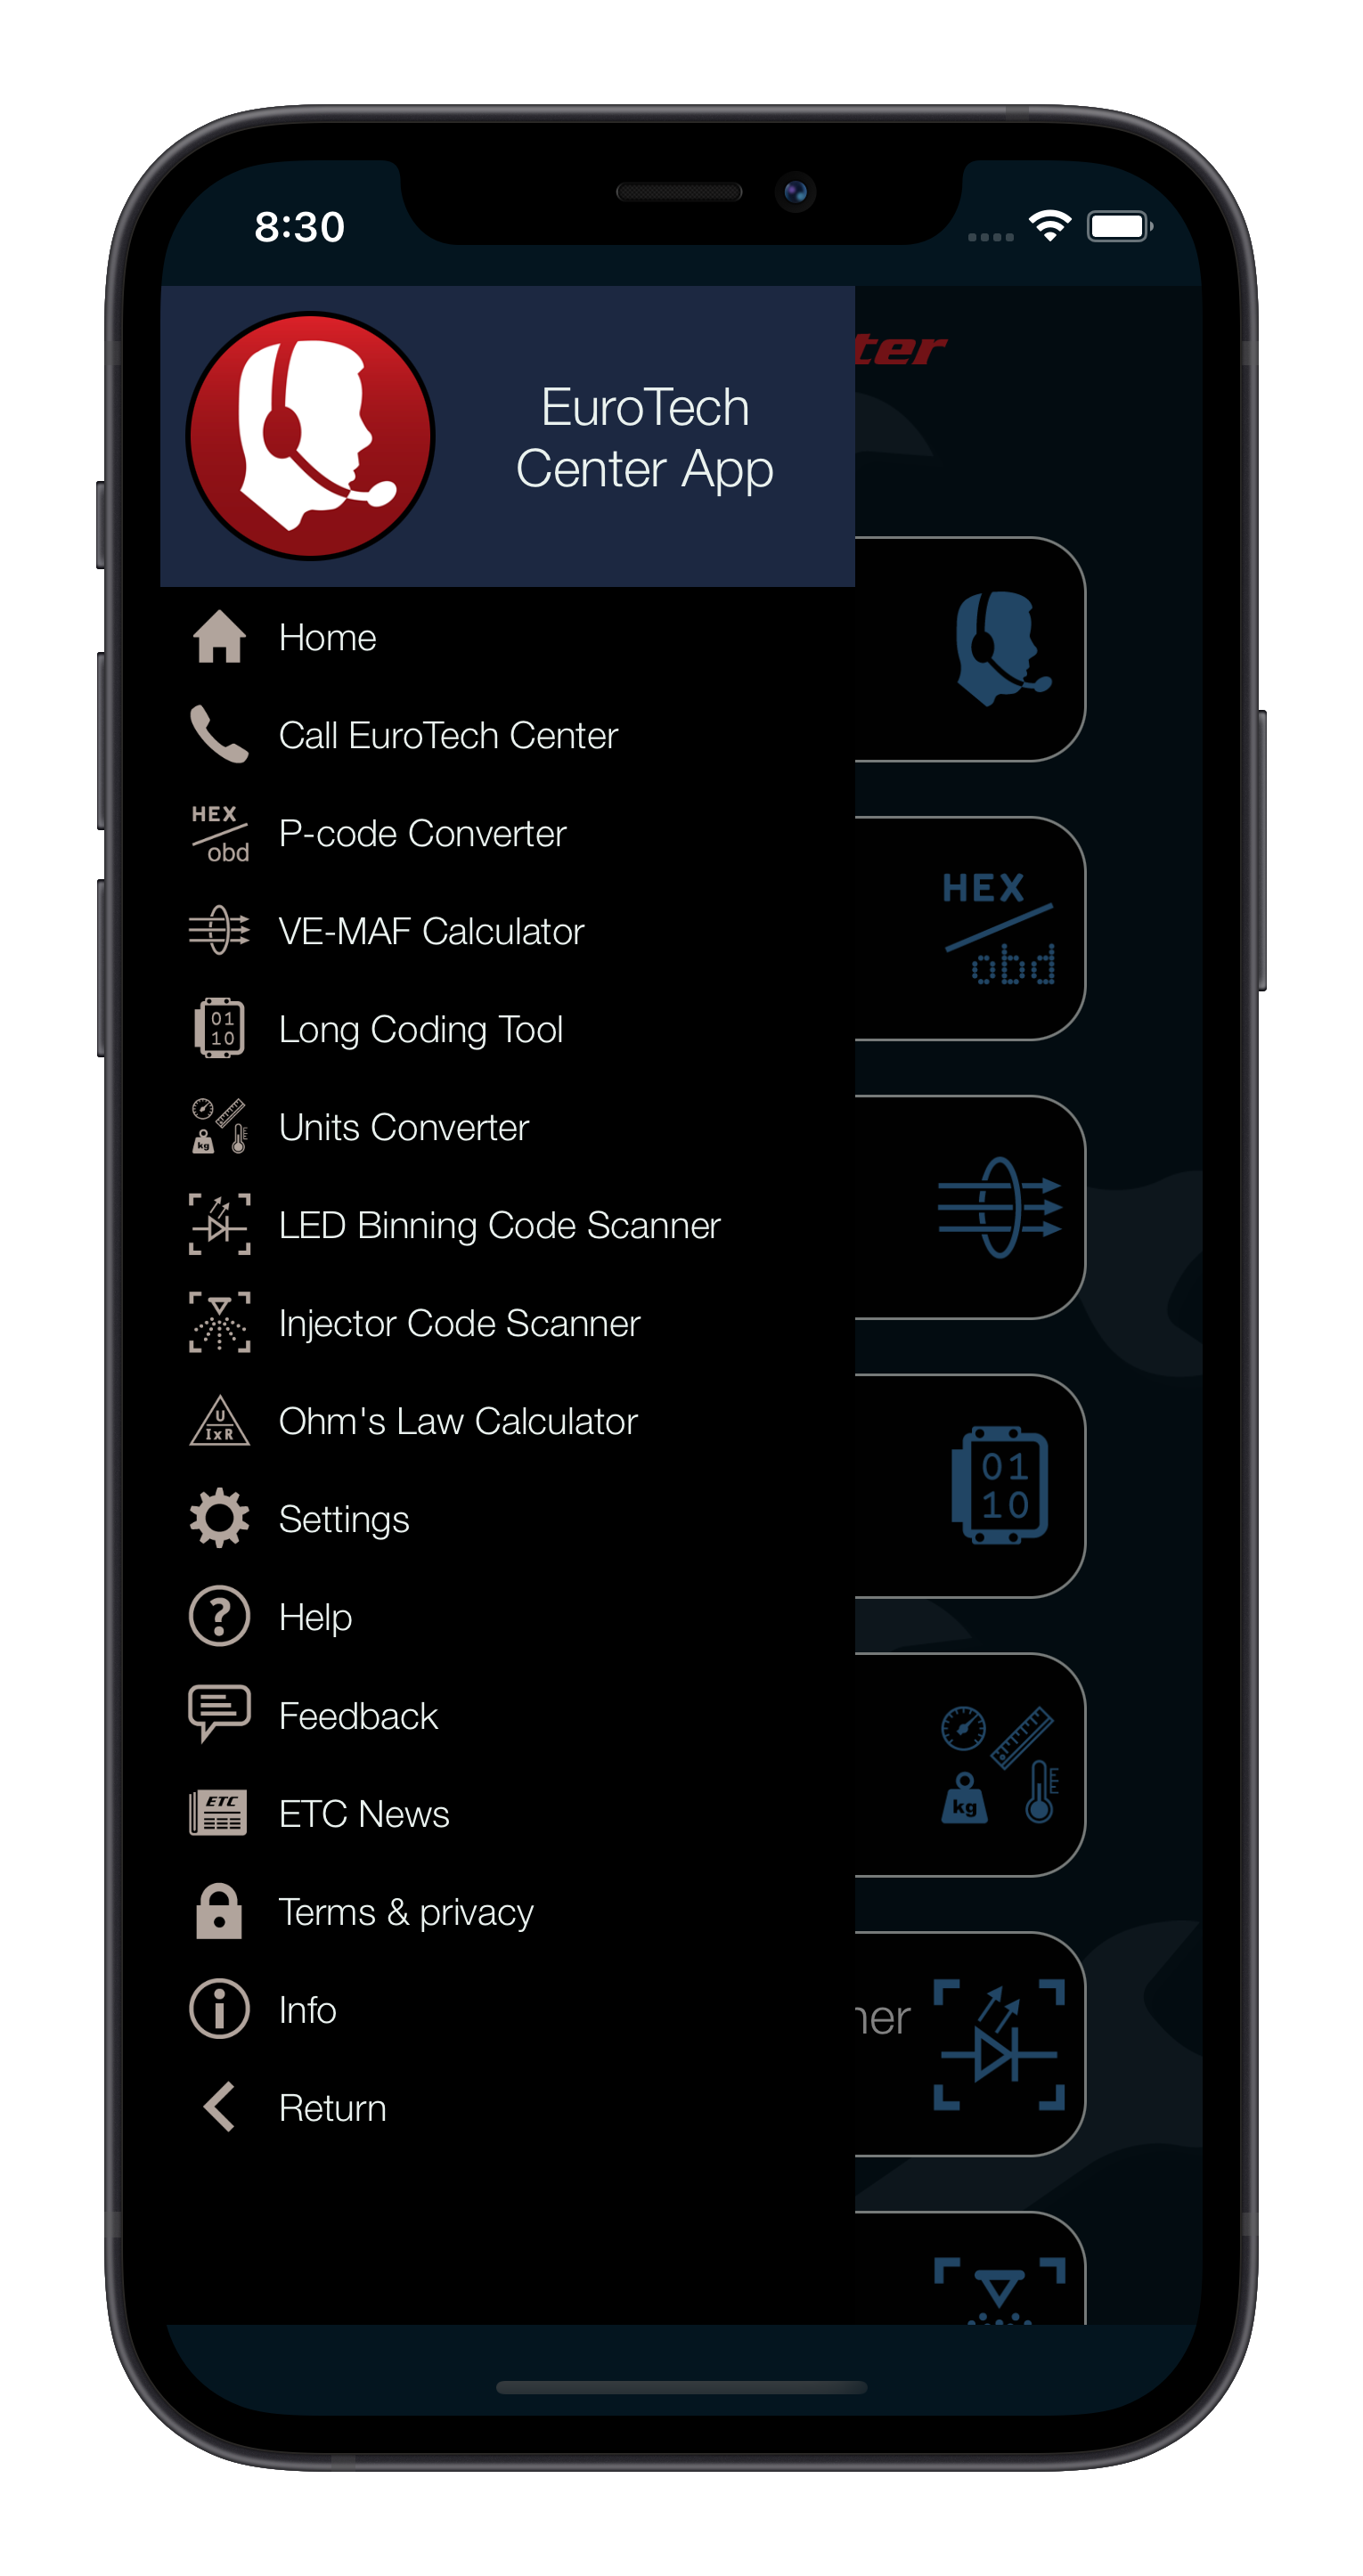 8:30
ter
EuroTech
Center App
Home
Call EuroTech Center
HEX
obd
P-code Converter
VE-MAF Calculator
01
10
Long Coding Tool
kg
Units Converter
LED Binning Code Scanner
Injector Code Scanner
U
IxR
Ohm's Law Calculator
Settings
?
Help
Feedback
ETC
ETC News
Terms & privacy
i
Info
Return
HEX
obd
01
10
kg
ner